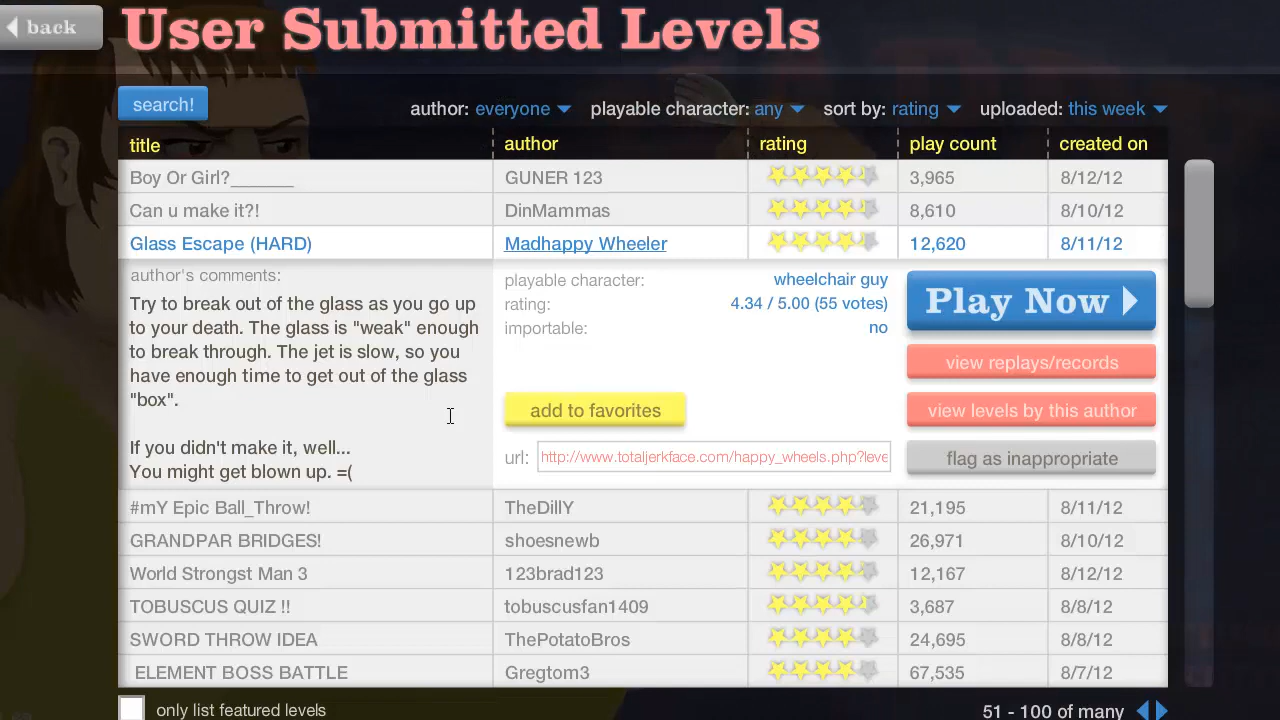 back
User Submitted Levels
search!
author: everyone
playable character: any
sort by: rating
uploaded: this week
title author rating play count created on
Boy Or Girl?_______ GUNER 123 3,965 8/12/12
Can u make it?! DinMammas 8,610 8/10/12
Glass Escape (HARD) Madhappy Wheeler 12,620 8/11/12
author's comments:
Try to break out of the glass as you go up
to your death. The glass is "weak" enough
to break through. The jet is slow, so you
have enough time to get out of the glass
"box".
If you didn't make it, well...
You might get blown up. =(
playable character: wheelchair guy
rating: 4.34 / 5.00 (55 votes)
importable: no
add to favorites
url: http://www.totaljerkface.com/happy_wheels.php?leve
Play Now
view replays/records
view levels by this author
flag as inappropriate
#mY Epic Ball_Throw! TheDillY 21,195 8/11/12
GRANDPAR BRIDGES! shoesnewb 26,971 8/10/12
World Strongst Man 3 123brad123 12,167 8/12/12
TOBUSCUS QUIZ !! tobuscusfan1409 3,687 8/8/12
SWORD THROW IDEA ThePotatoBros 24,695 8/8/12
ELEMENT BOSS BATTLE Gregtom3 67,535 8/7/12
only list featured levels
51 - 100 of many